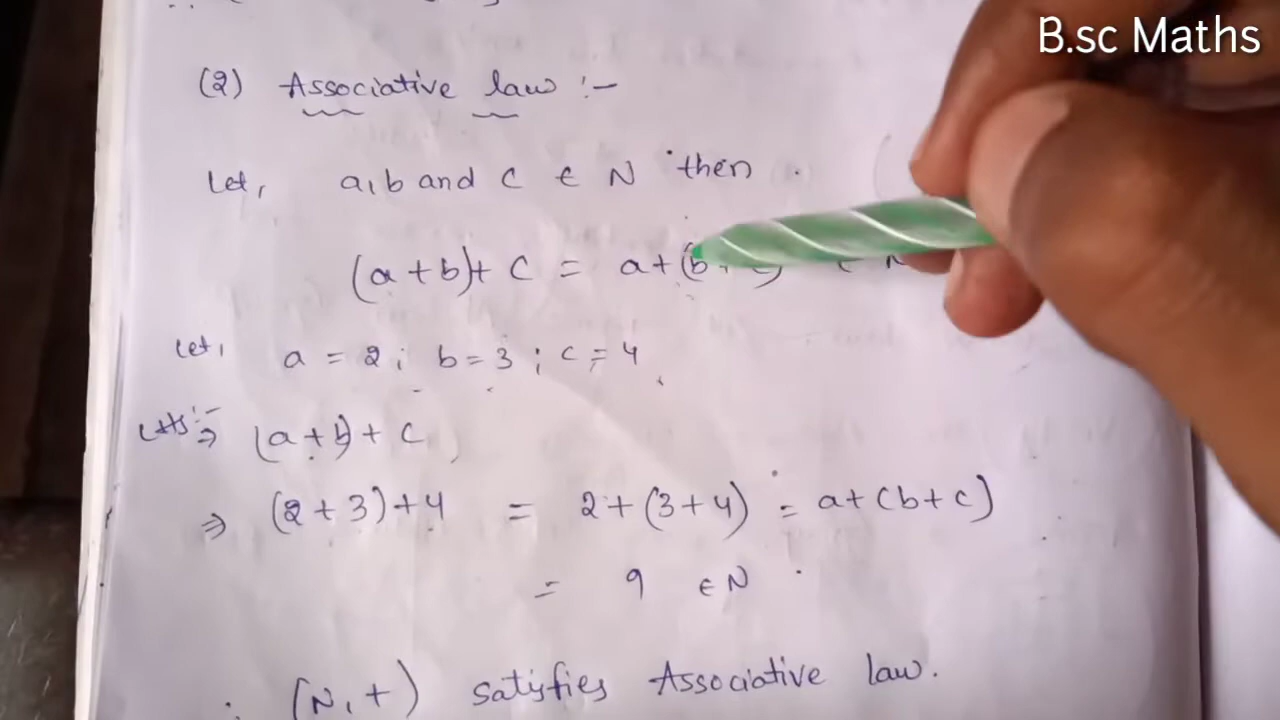 B.sc Maths
(2) Associative law :-
Let, a, b and c ∈ N then
(a+b)+ c = a+(b+c) ∈ N
Let, a = 2; b=3; c=4
LHS:- ⇒ (a+b)+c
⇒ (2+3)+4 = 2+(3+4) = a+(b+c)
= 9 ∈ N
∴ (N,+) satisfies Associative law.